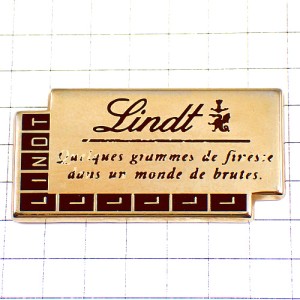 Lindt
Quelques grammes de finesse
dans un monde de brutes.
LINDT
L L L L L L